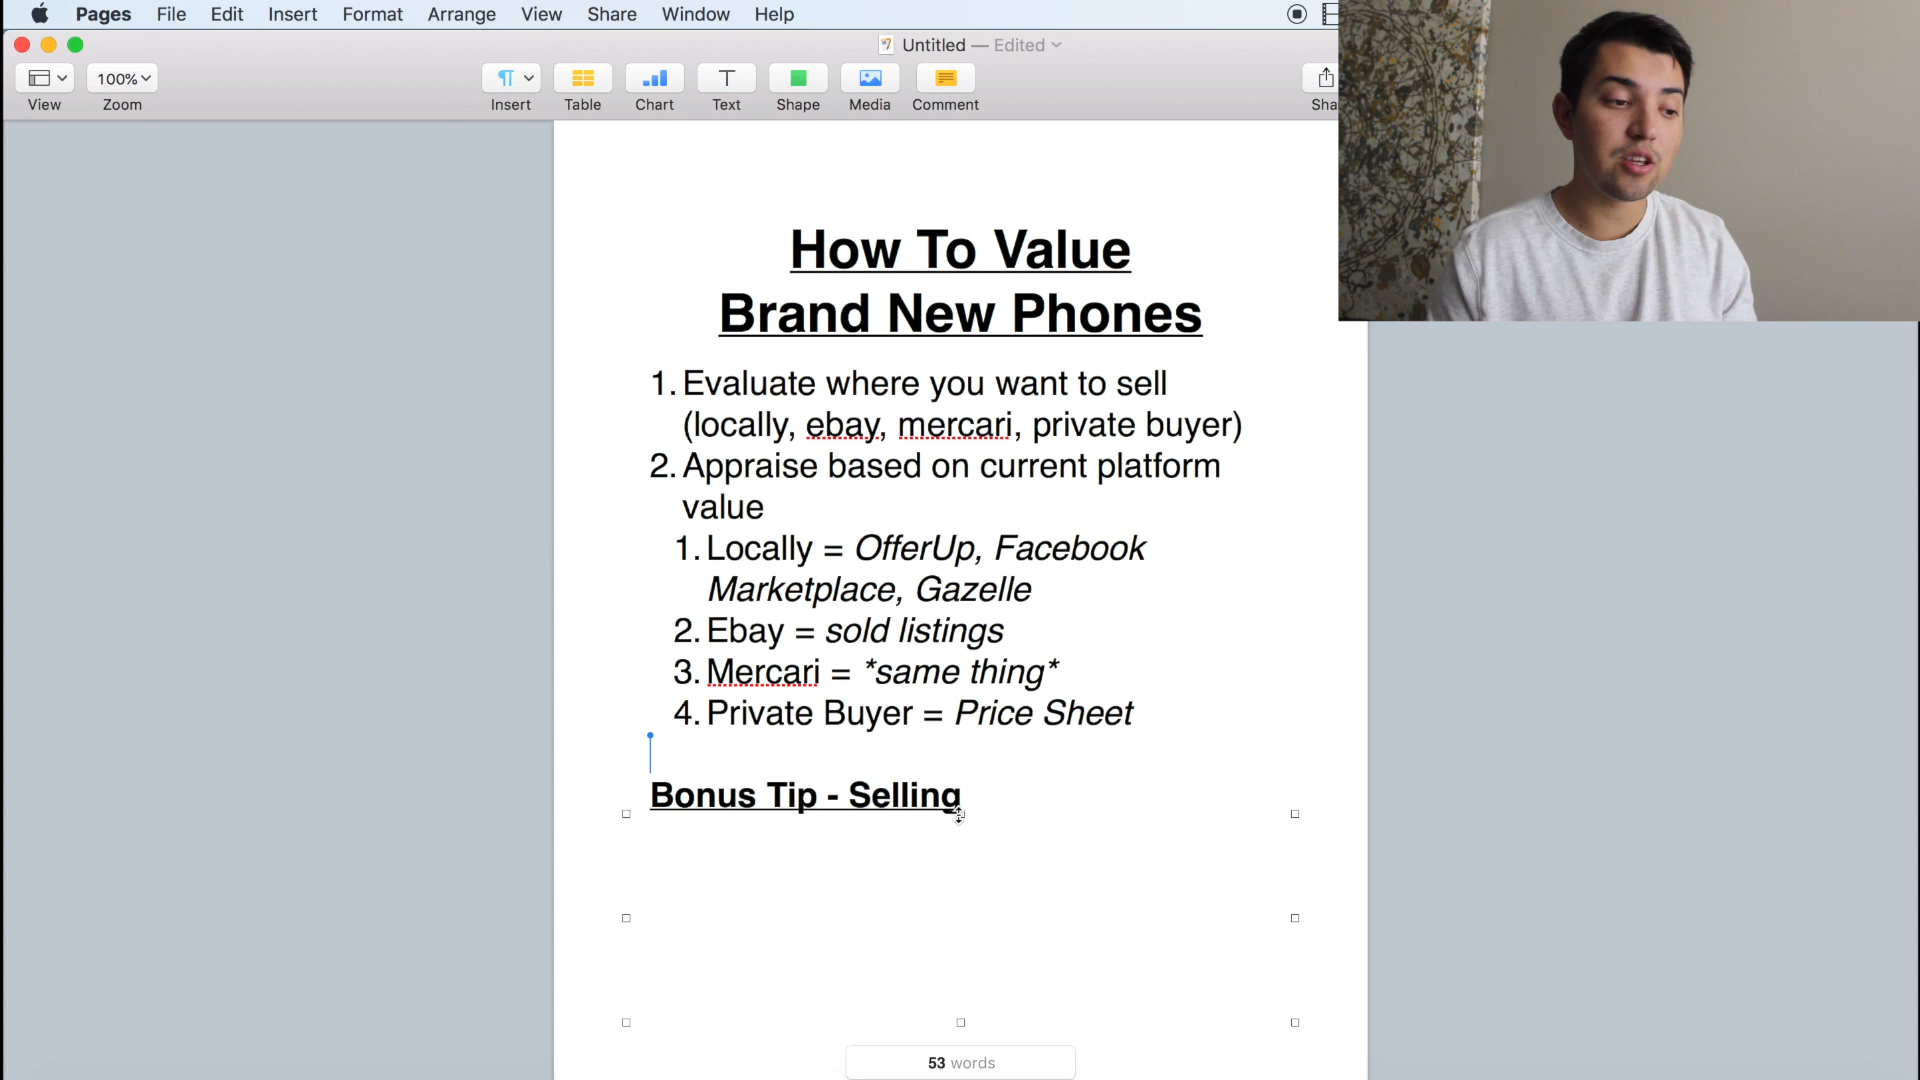 Pages File Edit Insert Format Arrange View Share Window Help
Untitled — Edited
100%
View Zoom Insert Table Chart Text Shape Media Comment Sha
How To Value
Brand New Phones
1. Evaluate where you want to sell
(locally, ebay, mercari, private buyer)
2. Appraise based on current platform
value
1. Locally = OfferUp, Facebook
Marketplace, Gazelle
2. Ebay = sold listings
3. Mercari = *same thing*
4. Private Buyer = Price Sheet
Bonus Tip - Selling
53 words